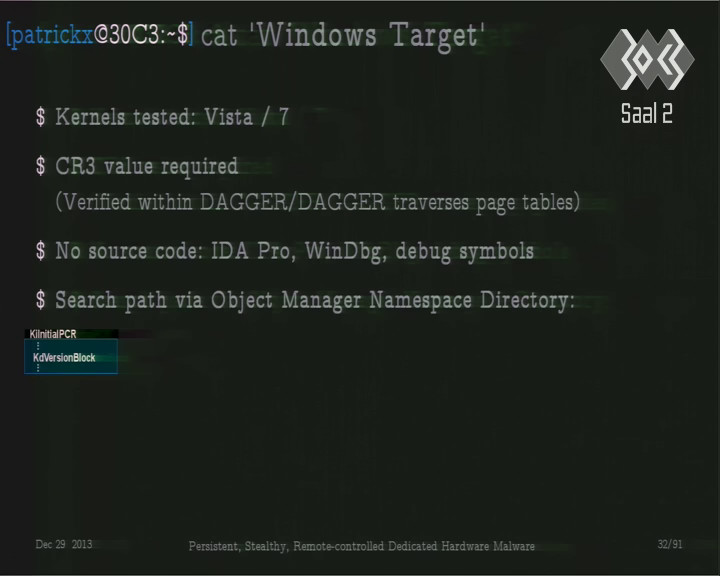 [patrickx@30C3:~$] cat 'Windows Target'
30C3
Saal 2
$ Kernels tested: Vista / 7
$ CR3 value required
(Verified within DAGGER/DAGGER traverses page tables)
$ No source code: IDA Pro, WinDbg, debug symbols
$ Search path via Object Manager Namespace Directory:
KiInitialPCR
⋮
KdVersionBlock
⋮
Dec 29 2013 Persistent, Stealthy, Remote-controlled Dedicated Hardware Malware 32/91